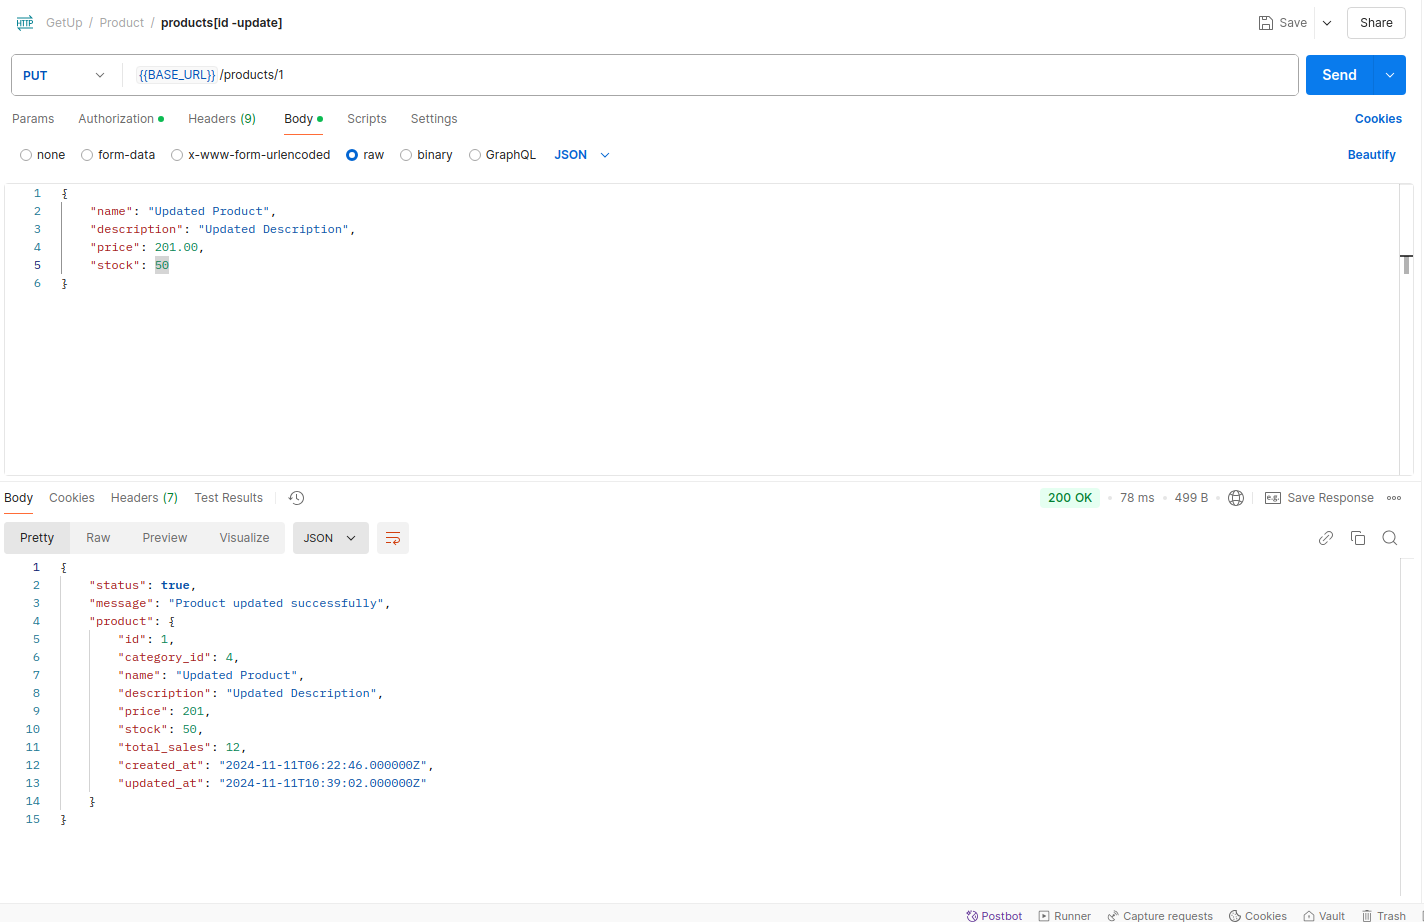 HTTP GetUp / Product / products[id -update] Save Share
PUT {{BASE_URL}} /products/1 Send
Params Authorization Headers (9) Body Scripts Settings Cookies
none form-data x-www-form-urlencoded raw binary GraphQL JSON Beautify
1 {
2 "name": "Updated Product",
3 "description": "Updated Description",
4 "price": 201.00,
5 "stock": 50
6 }
Body Cookies Headers (7) Test Results 200 OK • 78 ms • 499 B • e.g. Save Response
Pretty Raw Preview Visualize JSON
1 {
2 "status": true,
3 "message": "Product updated successfully",
4 "product": {
5 "id": 1,
6 "category_id": 4,
7 "name": "Updated Product",
8 "description": "Updated Description",
9 "price": 201,
10 "stock": 50,
11 "total_sales": 12,
12 "created_at": "2024-11-11T06:22:46.000000Z",
13 "updated_at": "2024-11-11T10:39:02.000000Z"
14 }
15 }
Postbot Runner Capture requests Cookies Vault Trash